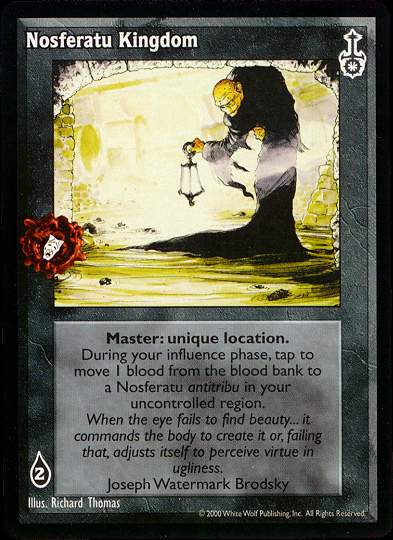 Nosferatu Kingdom
Master: unique location.
During your influence phase, tap to
move 1 blood from the blood bank to
a Nosferatu antitribu in your
uncontrolled region.
When the eye fails to find beauty... it
commands the body to create it or, failing
that, adjusts itself to perceive virtue in
ugliness.
Joseph Watermark Brodsky
2
Illus. Richard Thomas
© 2000 White Wolf Publishing, Inc. All Rights Reserved.